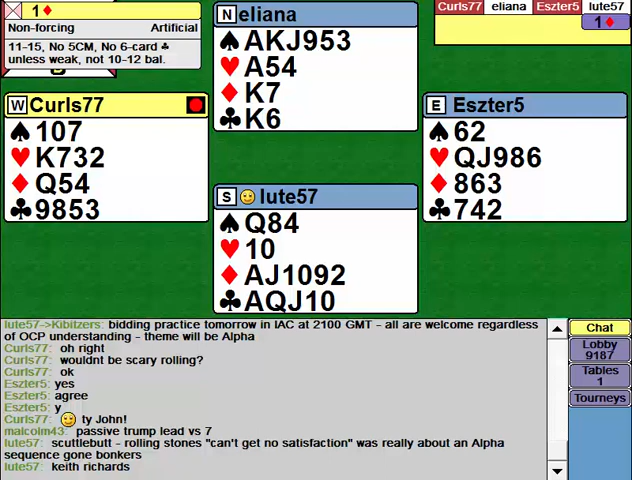 1♦
Non-forcing Artificial
11-15, No 5CM, No 6-card ♣
unless weak, not 10-12 bal.
N eliana
♠ AKJ953
♥ A54
♦ K7
♣ K6
Curls77 eliana Eszter5 lute57
1♦
W Curls77
♠ 107
♥ K732
♦ Q54
♣ 9853
E Eszter5
♠ 62
♥ QJ986
♦ 863
♣ 742
S lute57
♠ Q84
♥ 10
♦ AJ1092
♣ AQJ10
lute57->Kibitzers: bidding practice tomorrow in IAC at 2100 GMT - all are welcome regardless
of OCP understanding - theme will be Alpha
Curls77: oh right
Curls77: wouldnt be scary rolling?
Curls77: ok
Eszter5: yes
Eszter5: agree
Eszter5: y
Curls77: ty John!
malcolm43: passive trump lead vs 7
lute57: scuttlebutt - rolling stones "can't get no satisfaction" was really about an Alpha
sequence gone bonkers
lute57: keith richards
Chat
Lobby
9187
Tables
1
Tourneys